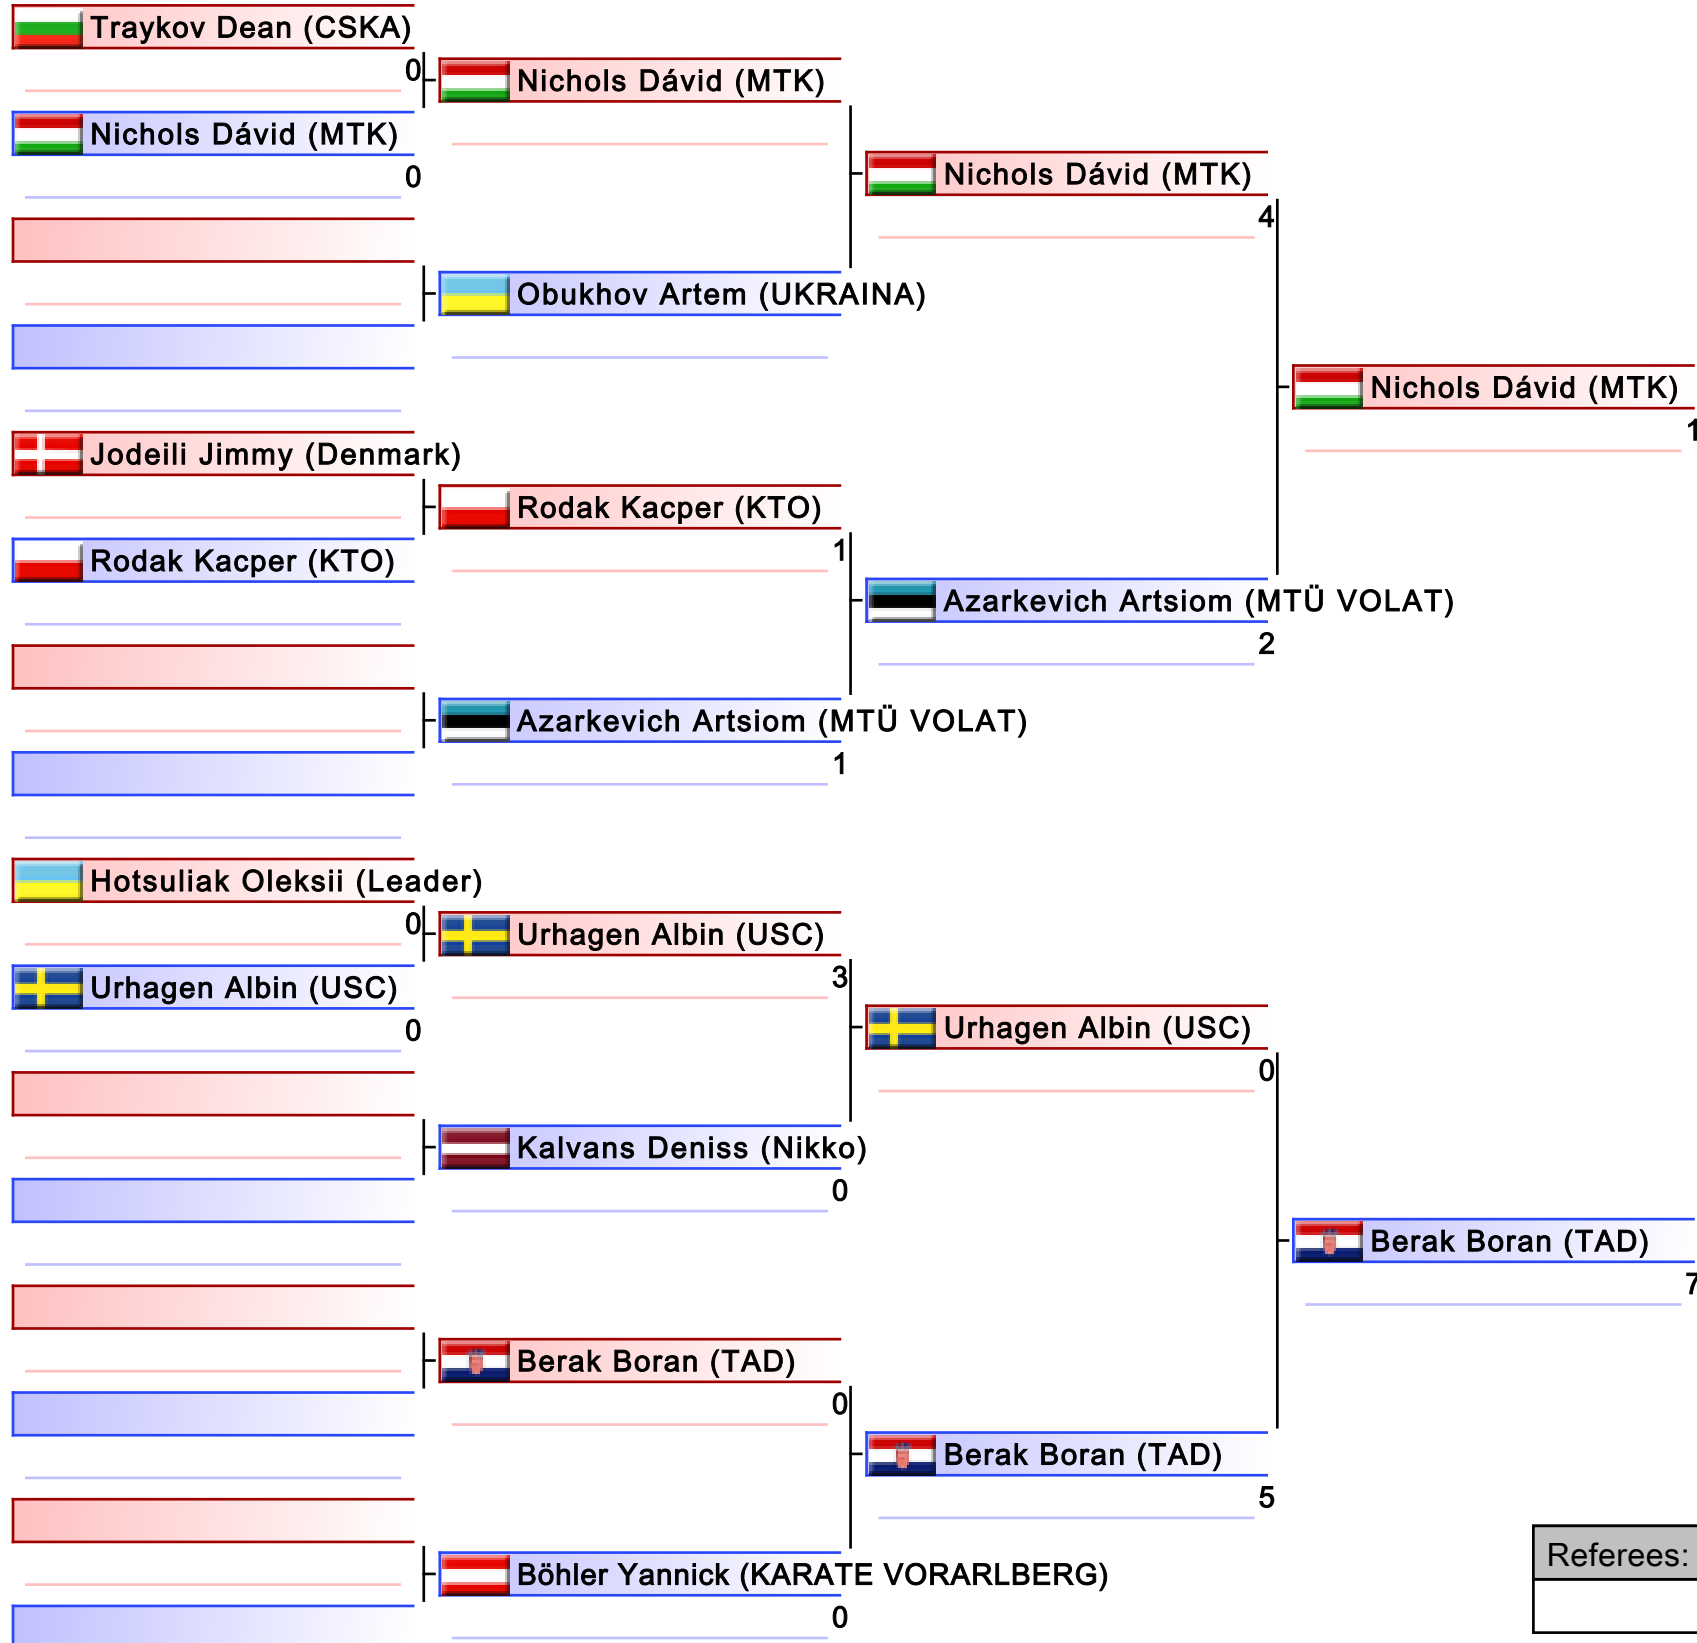 Traykov Dean (CSKA)
0
Nichols Dávid (MTK)
Nichols Dávid (MTK)
0
Nichols Dávid (MTK)
4
Obukhov Artem (UKRAINA)
Nichols Dávid (MTK)
1
Jodeili Jimmy (Denmark)
Rodak Kacper (KTO)
1
Rodak Kacper (KTO)
Azarkevich Artsiom (MTÜ VOLAT)
2
Azarkevich Artsiom (MTÜ VOLAT)
1
Hotsuliak Oleksii (Leader)
0
Urhagen Albin (USC)
3
Urhagen Albin (USC)
0
Urhagen Albin (USC)
0
Kalvans Deniss (Nikko)
0
Berak Boran (TAD)
7
Berak Boran (TAD)
0
Berak Boran (TAD)
5
Böhler Yannick (KARATE VORARLBERG)
0
Referees: